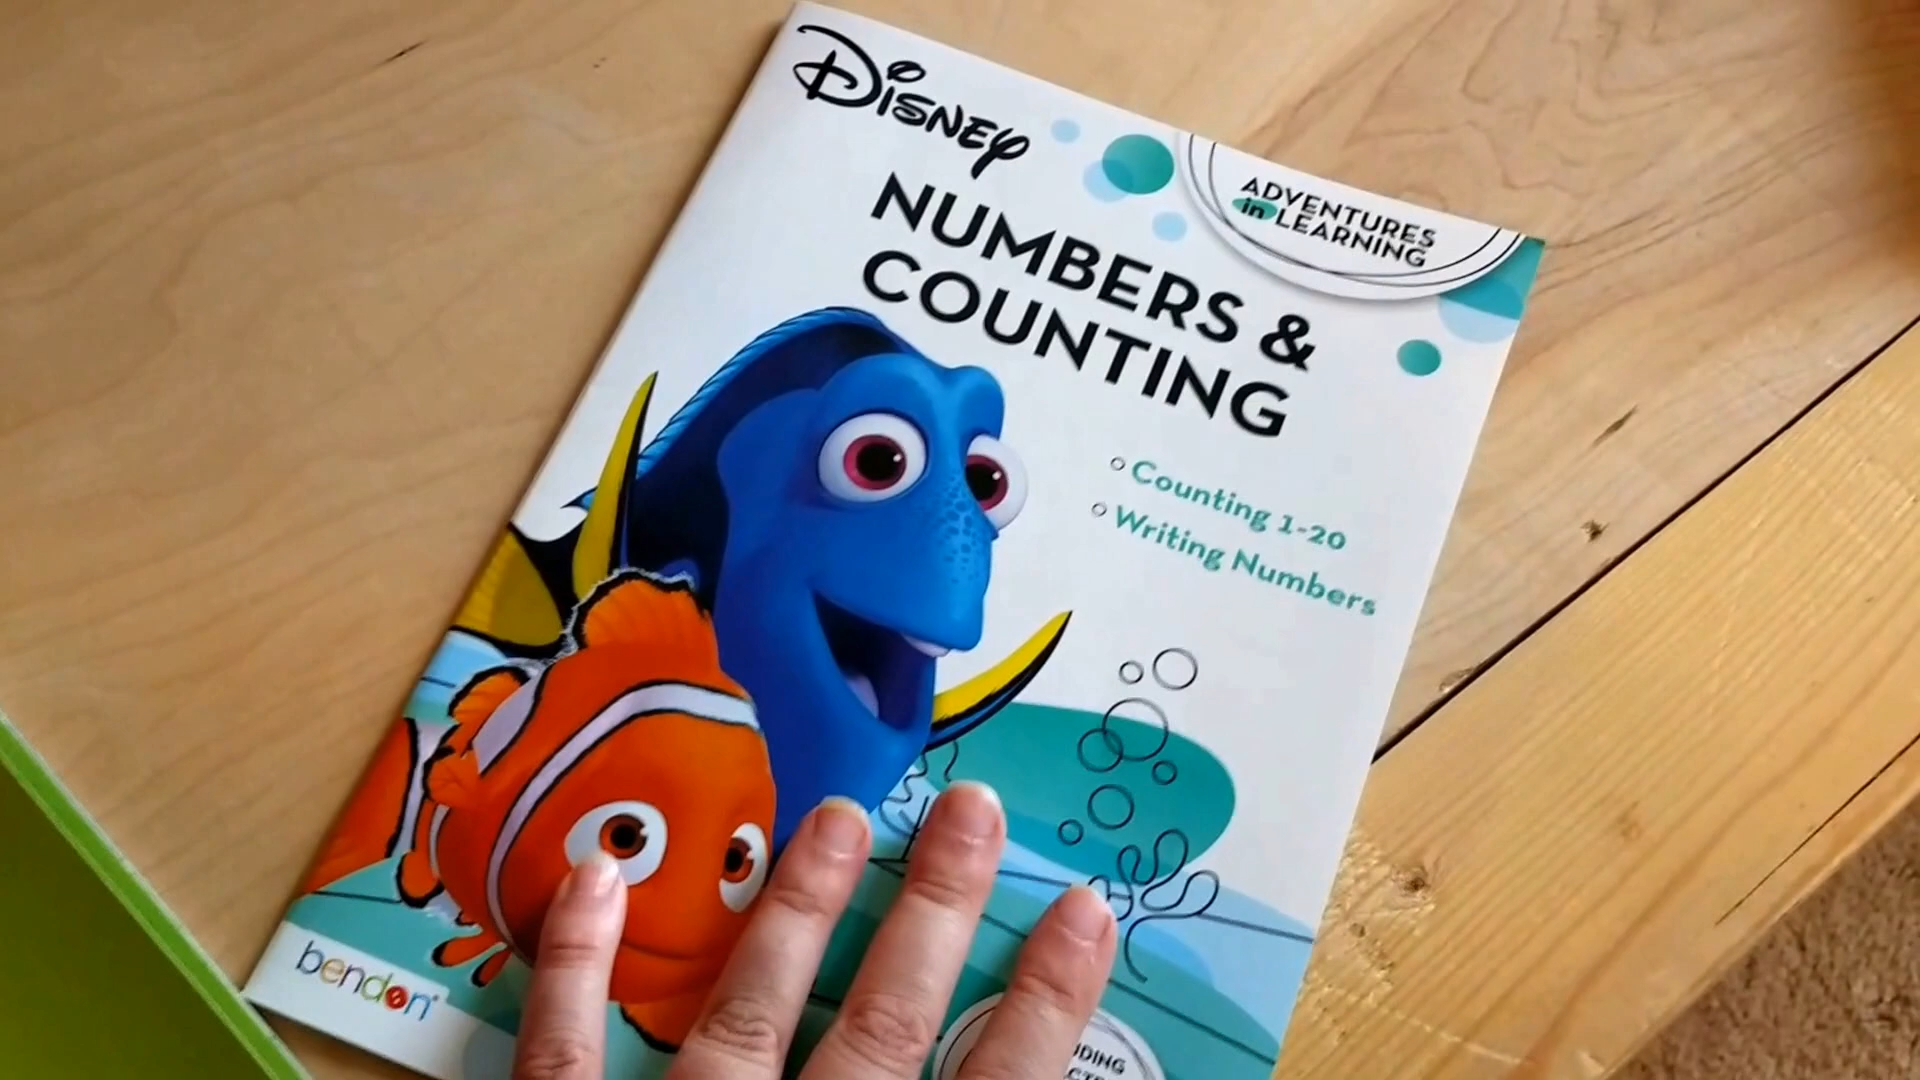 Disney
ADVENTURES
in LEARNING
NUMBERS &
COUNTING
Counting 1-20
Writing Numbers
bendon